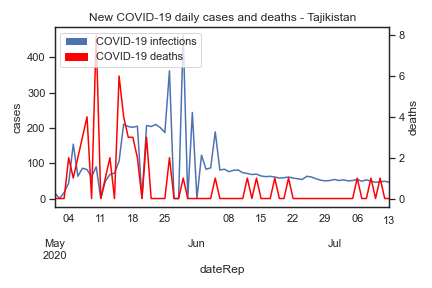 New COVID-19 daily cases and deaths - Tajikistan
COVID-19 infections
COVID-19 deaths
400
300
200
100
0
cases
8
6
4
2
0
deaths
04 11 18 25 08 15 22 29 06 13
May Jun Jul
2020
dateRep